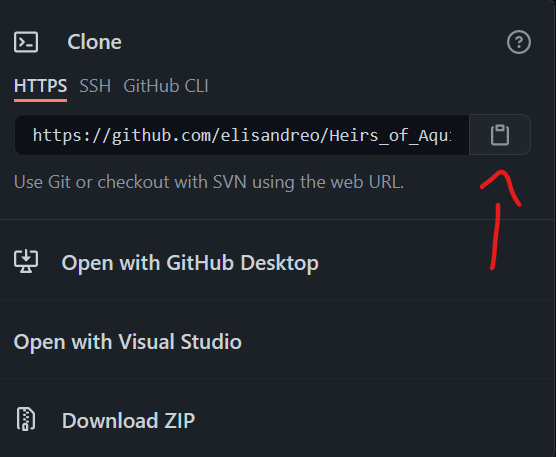 Clone
HTTPS SSH GitHub CLI
https://github.com/elisandreo/Heirs_of_Aqu
Use Git or checkout with SVN using the web URL.
Open with GitHub Desktop
Open with Visual Studio
Download ZIP